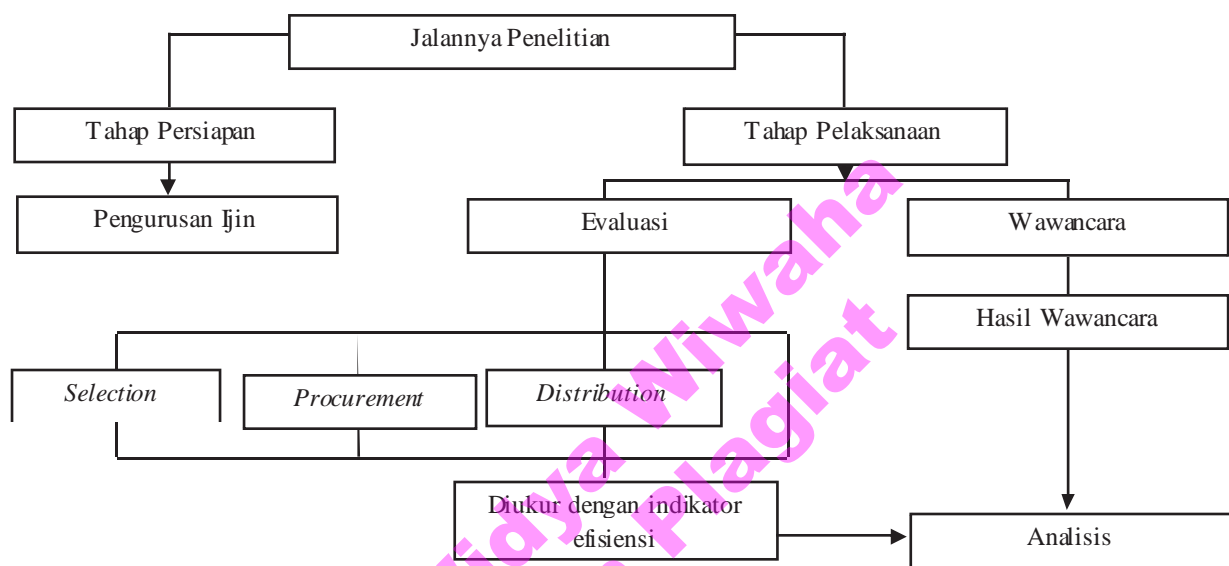 Jalannya Penelitian
Tahap Persiapan
Tahap Pelaksanaan
Pengurusan Ijin
Evaluasi
Wawancara
Hasil Wawancara
Selection
Procurement
Distribution
Diukur dengan indikator
efisiensi
Analisis
Widya Wiwaha
Plagiat